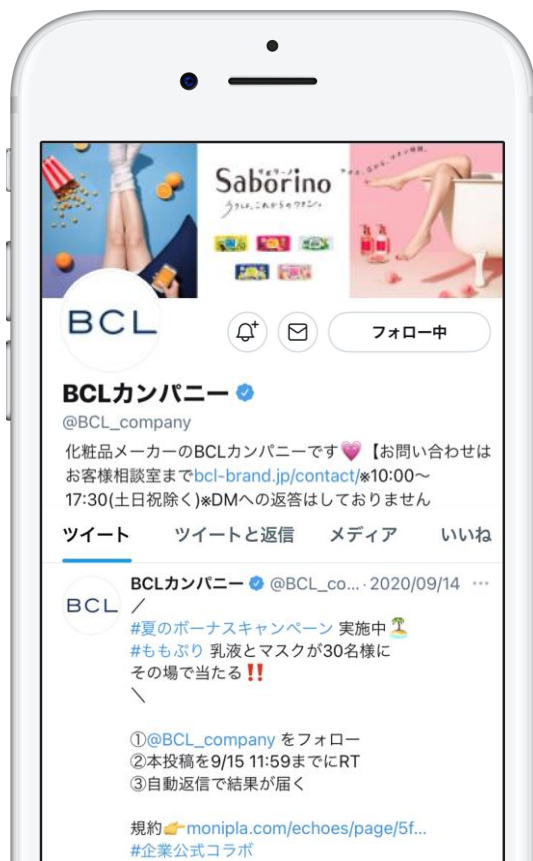 サボリーノ
Saborino
BCL
フォロー中
BCLカンパニー
@BCL_company
化粧品メーカーのBCLカンパニーです💗【お問い合わせは
お客様相談室までbcl-brand.jp/contact/※10:00〜
17:30(土日祝除く)※DMへの返答はしておりません
ツイート ツイートと返信 メディア いいね
BCL
BCLカンパニー @BCL_co... · 2020/09/14 ···
／
#夏のボーナスキャンペーン 実施中🏝
#ももぷり 乳液とマスクが30名様に
その場で当たる‼️
＼
①@BCL_company をフォロー
②本投稿を9/15 11:59までにRT
③自動返信で結果が届く
規約👉monipla.com/echoes/page/5f...
#企業公式コラボ